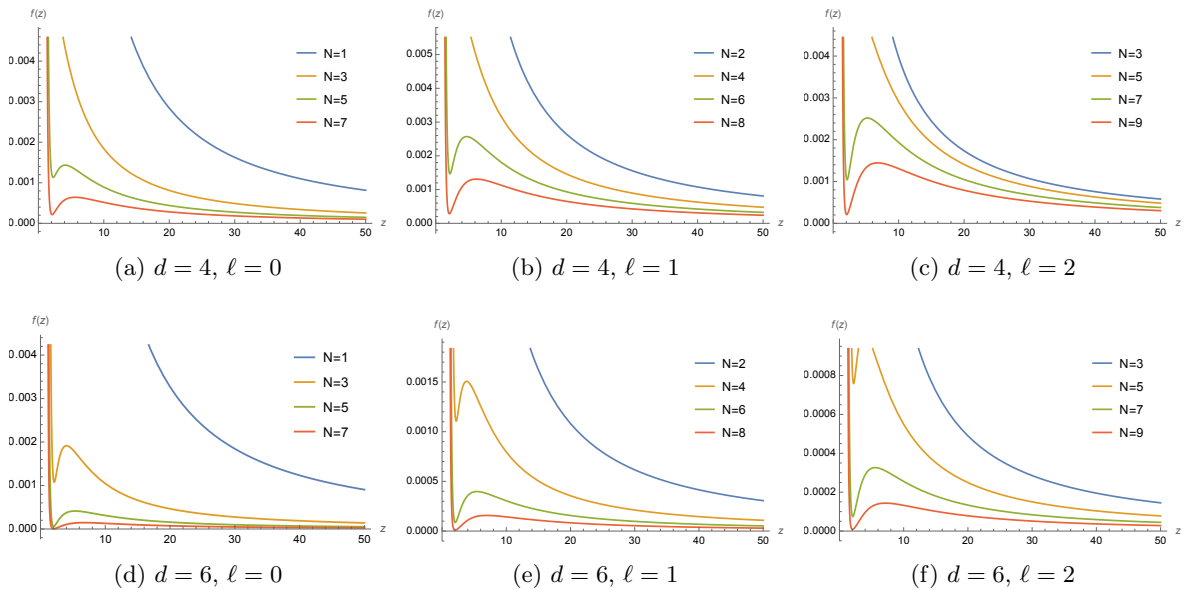 f(z)
0.004
0.003
0.002
0.001
0.000
10
20
30
40
50
z
N=1
N=3
N=5
N=7
(a) d = 4, ℓ = 0
f(z)
0.005
0.004
0.003
0.002
0.001
0.000
10
20
30
40
50
z
N=2
N=4
N=6
N=8
(b) d = 4, ℓ = 1
f(z)
0.004
0.003
0.002
0.001
0.000
10
20
30
40
50
z
N=3
N=5
N=7
N=9
(c) d = 4, ℓ = 2
f(z)
0.004
0.003
0.002
0.001
0.000
10
20
30
40
50
z
N=1
N=3
N=5
N=7
(d) d = 6, ℓ = 0
f(z)
0.0015
0.0010
0.0005
0.0000
10
20
30
40
50
z
N=2
N=4
N=6
N=8
(e) d = 6, ℓ = 1
f(z)
0.0008
0.0006
0.0004
0.0002
0.0000
10
20
30
40
50
z
N=3
N=5
N=7
N=9
(f) d = 6, ℓ = 2